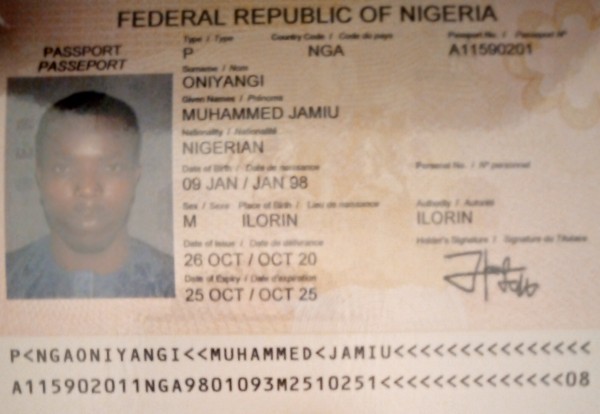 FEDERAL REPUBLIC OF NIGERIA
PASSPORT
PASSEPORT
Type / Type Country Code / Code du pays Passport No. / Passeport N°
P NGA A11590201
Surname / Nom
ONIYANGI
Given Names / Prénoms
MUHAMMED JAMIU
Nationality / Nationalité
NIGERIAN
Date of Birth / Date de naissance Personal No. / N° personnel
09 JAN / JAN 98
Sex / Sexe Place of Birth / Lieu de naissance Authority / Autorité
M ILORIN ILORIN
Date of Issue / Date de délivrance Holder's Signature / Signature du Titulaire
26 OCT / OCT 20
Date of Expiry / Date d'expiration
25 OCT / OCT 25
P<NGAONIYANGI<<MUHAMMED<JAMIU<<<<<<<<<<<<<<<
A115902011NGA9801093M2510251<<<<<<<<<<<<<<08